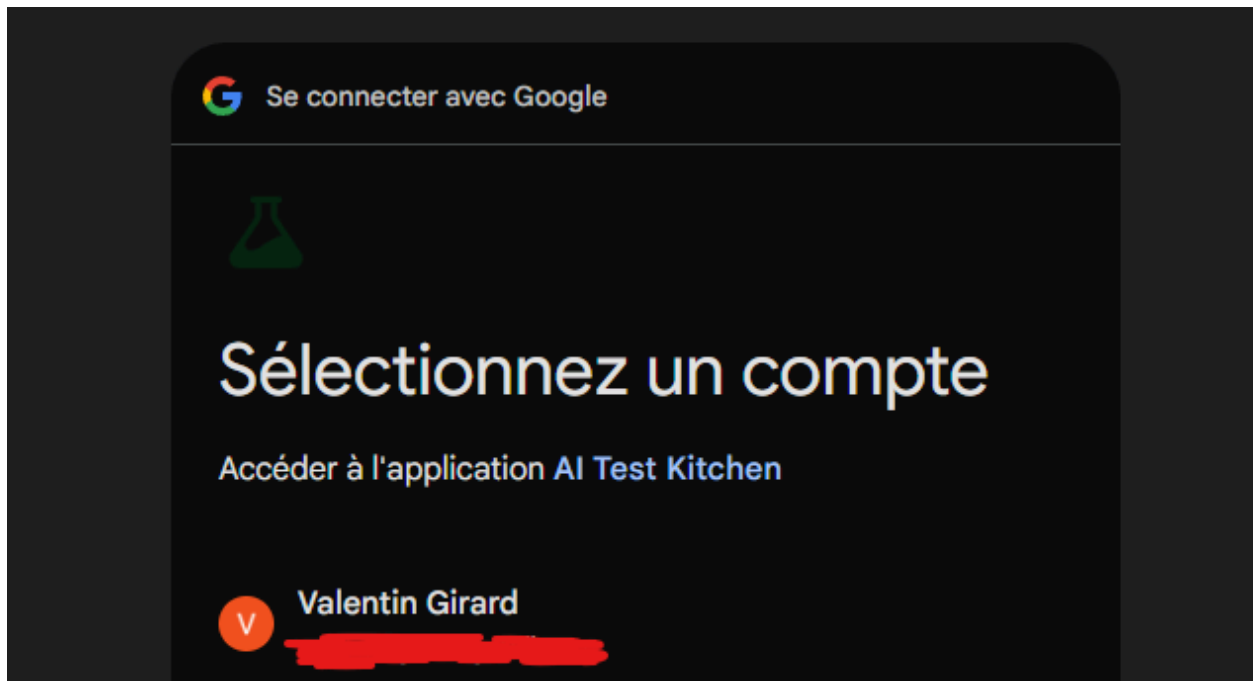 Se connecter avec Google
Sélectionnez un compte
Accéder à l'application AI Test Kitchen
Valentin Girard
V